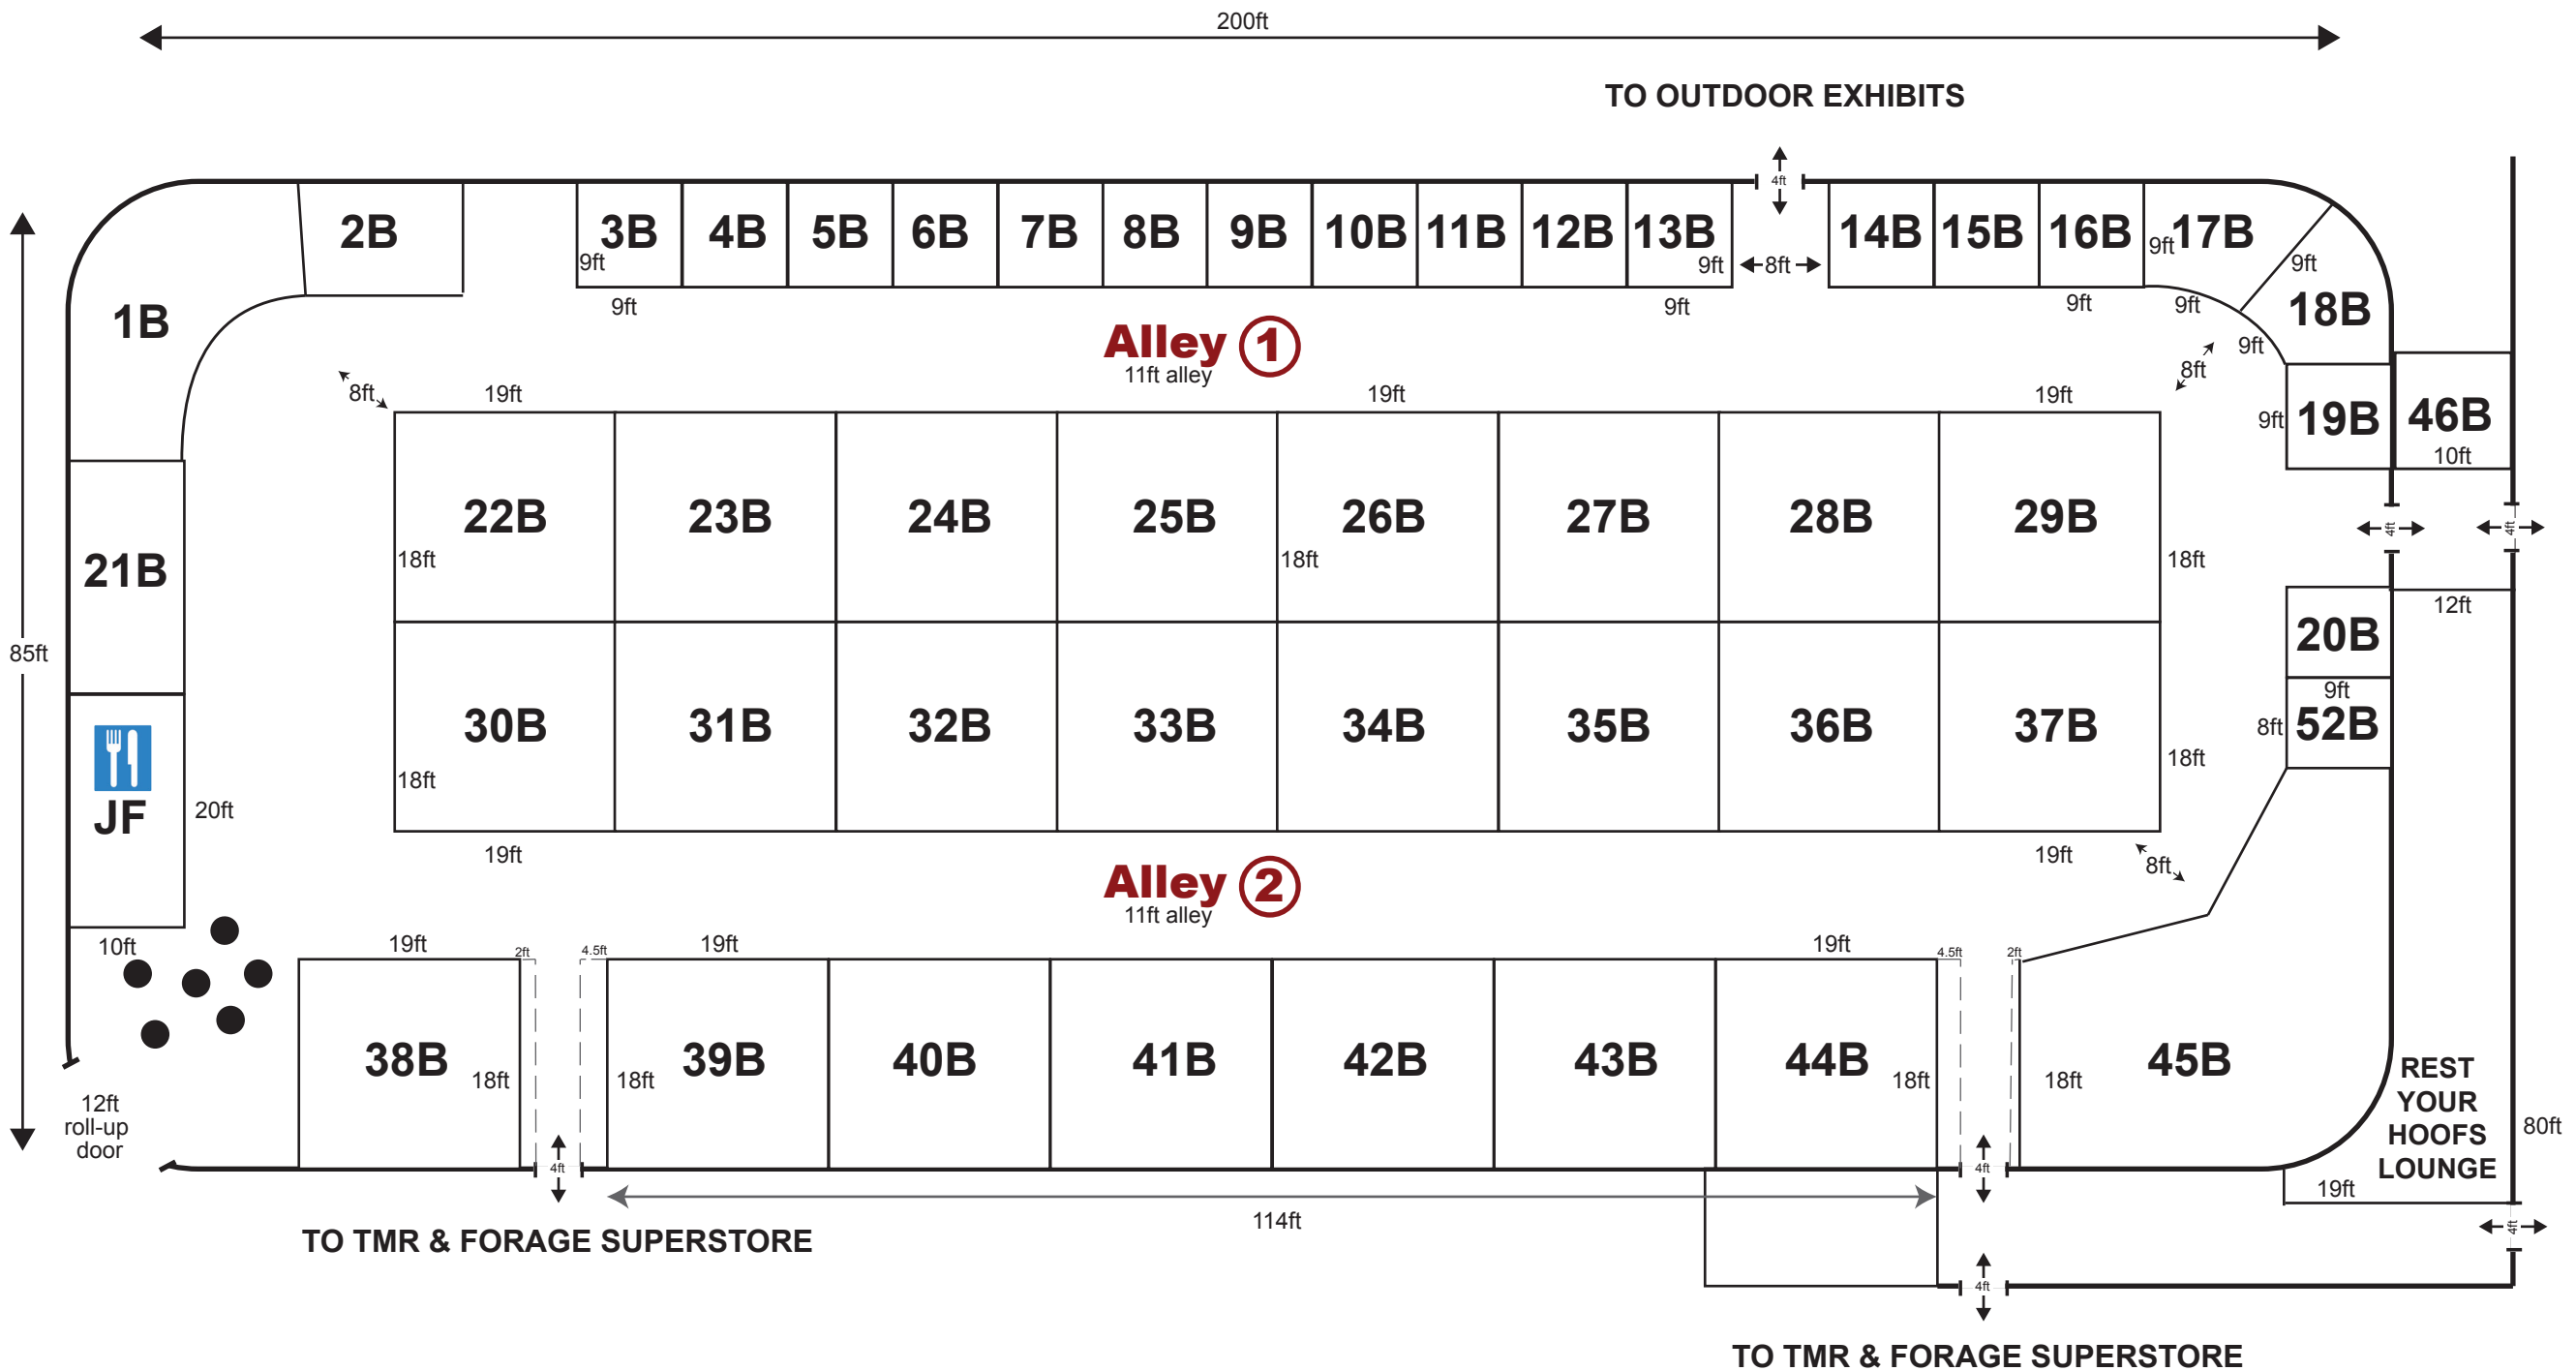 200ft
TO OUTDOOR EXHIBITS
4ft
2B
3B 4B 5B 6B 7B 8B 9B 10B 11B 12B 13B
14B 15B 16B 17B
9ft
9ft
8ft
9ft
9ft
9ft
9ft
9ft
9ft
9ft
1B
18B
Alley 1
11ft alley
8ft
8ft
19ft
19ft
19ft
9ft
19B
46B
10ft
22B 23B 24B 25B 26B 27B 28B 29B
18ft
18ft
18ft
4ft
4ft
21B
12ft
20B
85ft
9ft
30B 31B 32B 33B 34B 35B 36B 37B
8ft
52B
18ft
18ft
JF
20ft
19ft
19ft
8ft
Alley 2
11ft alley
10ft
19ft
2ft
4.5ft
19ft
19ft
4.5ft
2ft
38B 39B 40B 41B 42B 43B 44B 45B
18ft
18ft
18ft
18ft
REST
YOUR
HOOFS
LOUNGE
12ft
roll-up
door
80ft
4ft
4ft
19ft
114ft
4ft
TO TMR & FORAGE SUPERSTORE
4ft
TO TMR & FORAGE SUPERSTORE